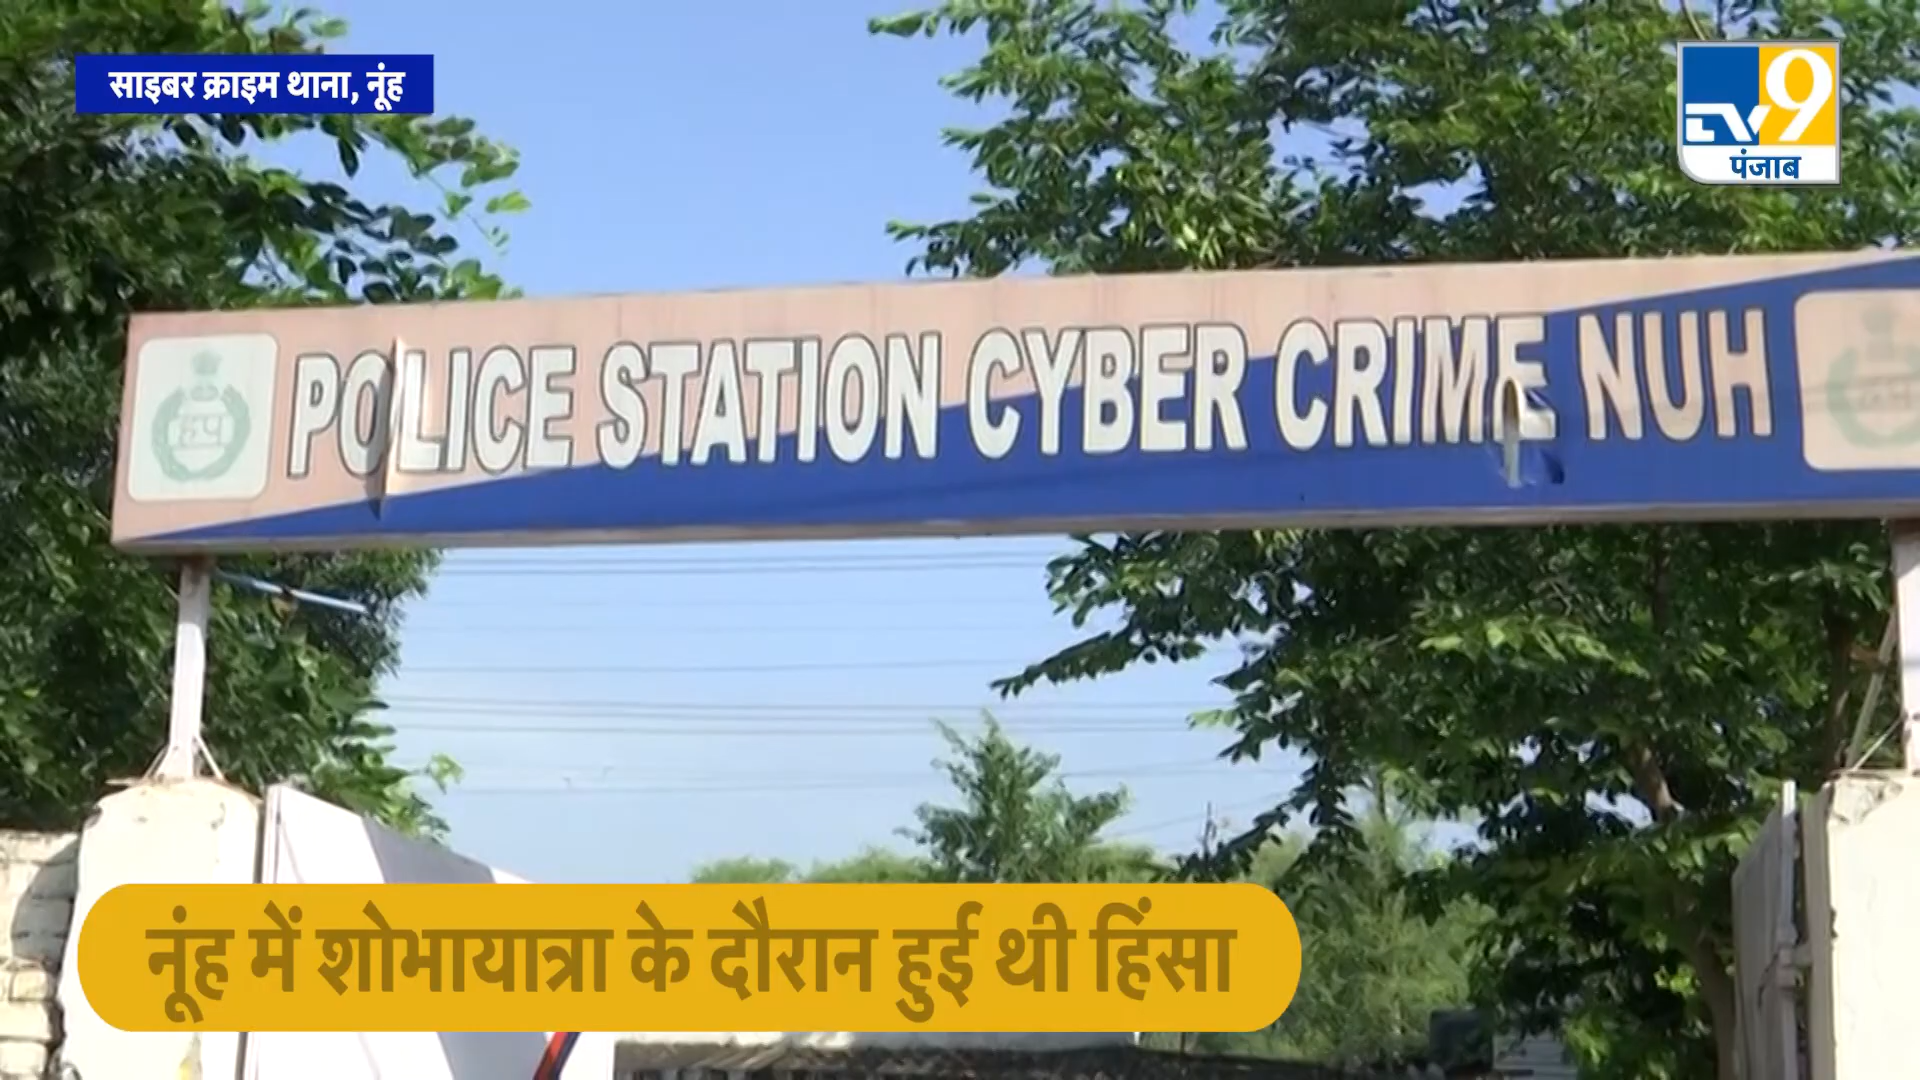 साइबर क्राइम थाना, नूंह
TV9
पंजाब
POLICE STATION CYBER CRIME NUH
ह पु
नूंह में शोभायात्रा के दौरान हुई थी हिंसा